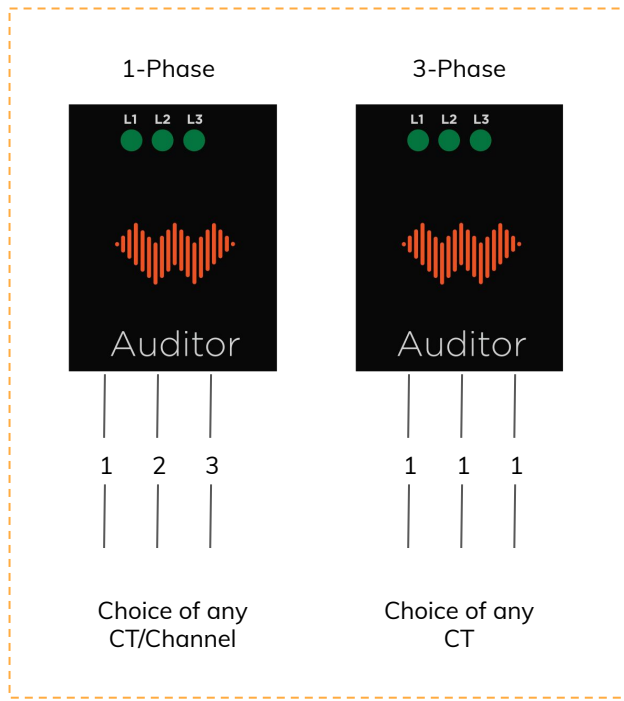 1-Phase
L1 L2 L3
Auditor
1 2 3
Choice of any
CT/Channel
3-Phase
L1 L2 L3
Auditor
1 1 1
Choice of any
CT